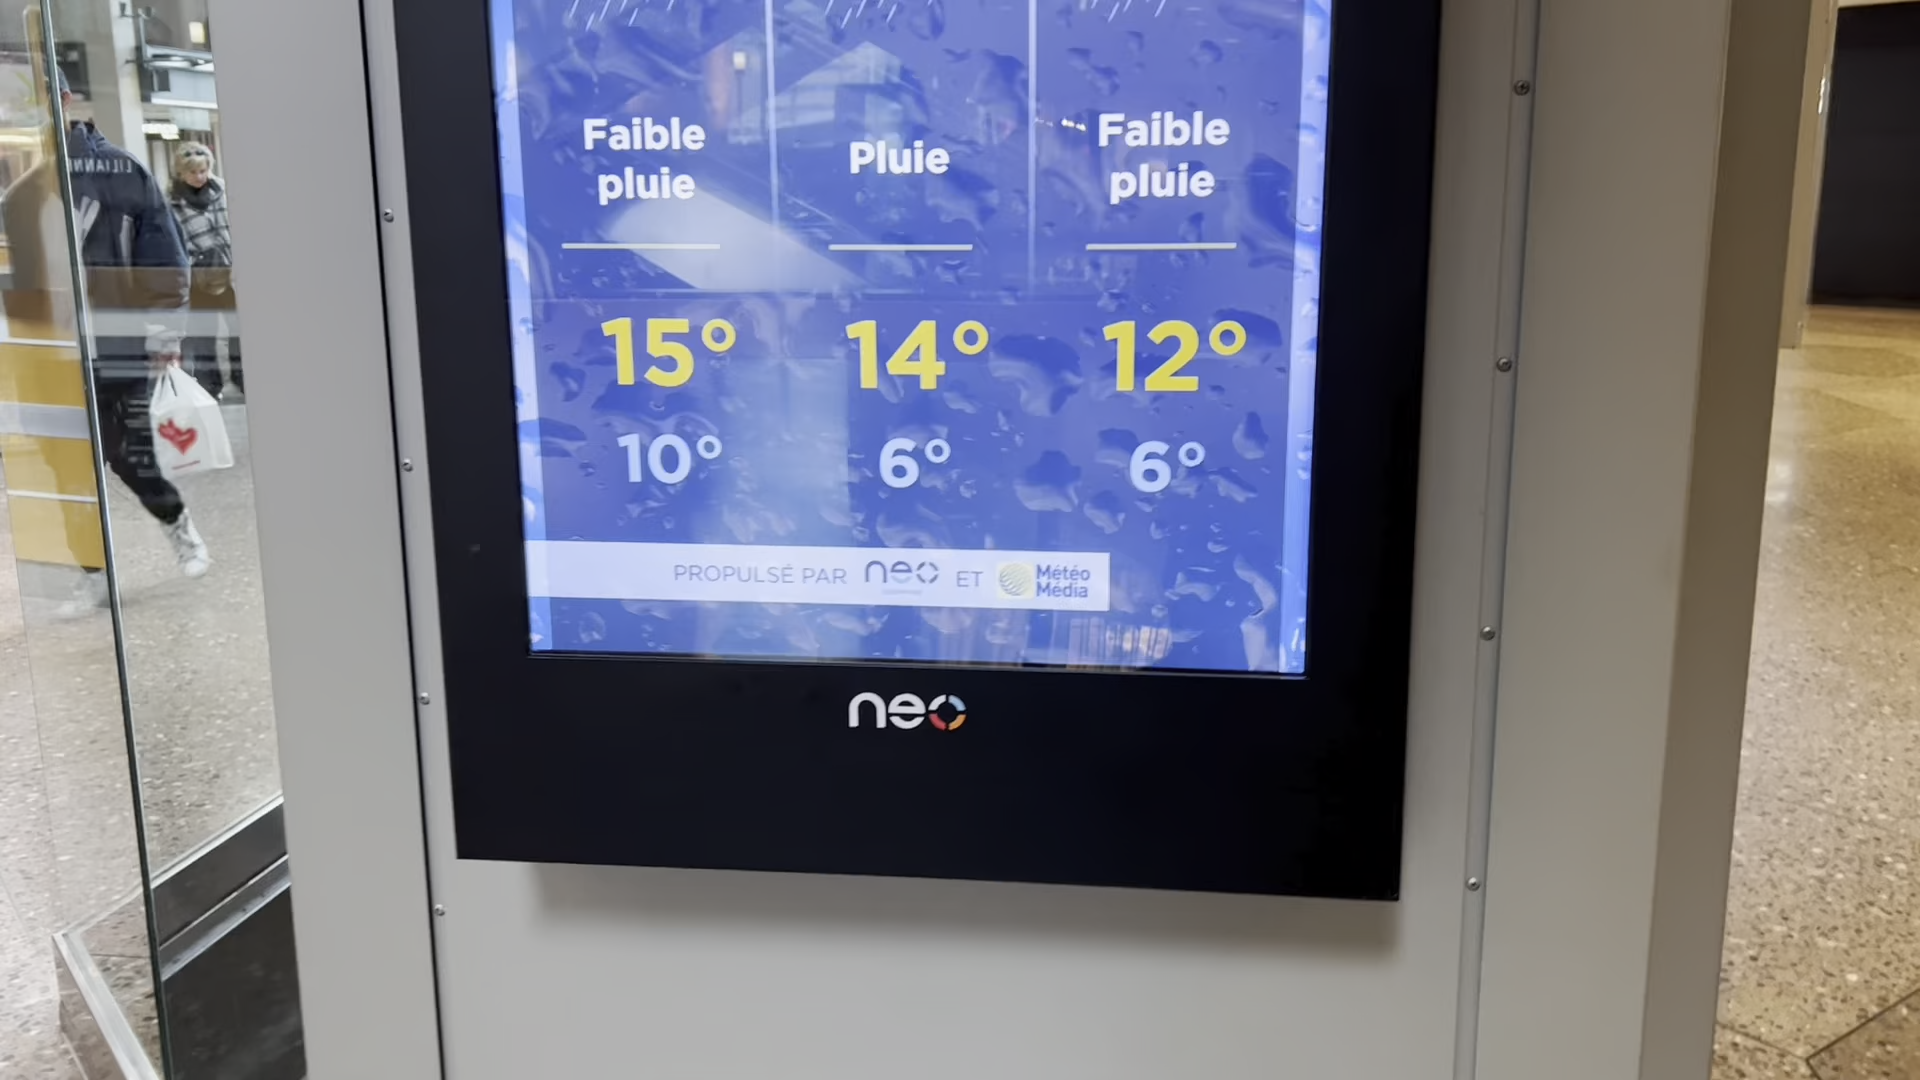 Faible
pluie
Pluie
Faible
pluie
15° 14° 12°
10° 6° 6°
PROPULSÉ PAR neo ET Météo
Média
neo